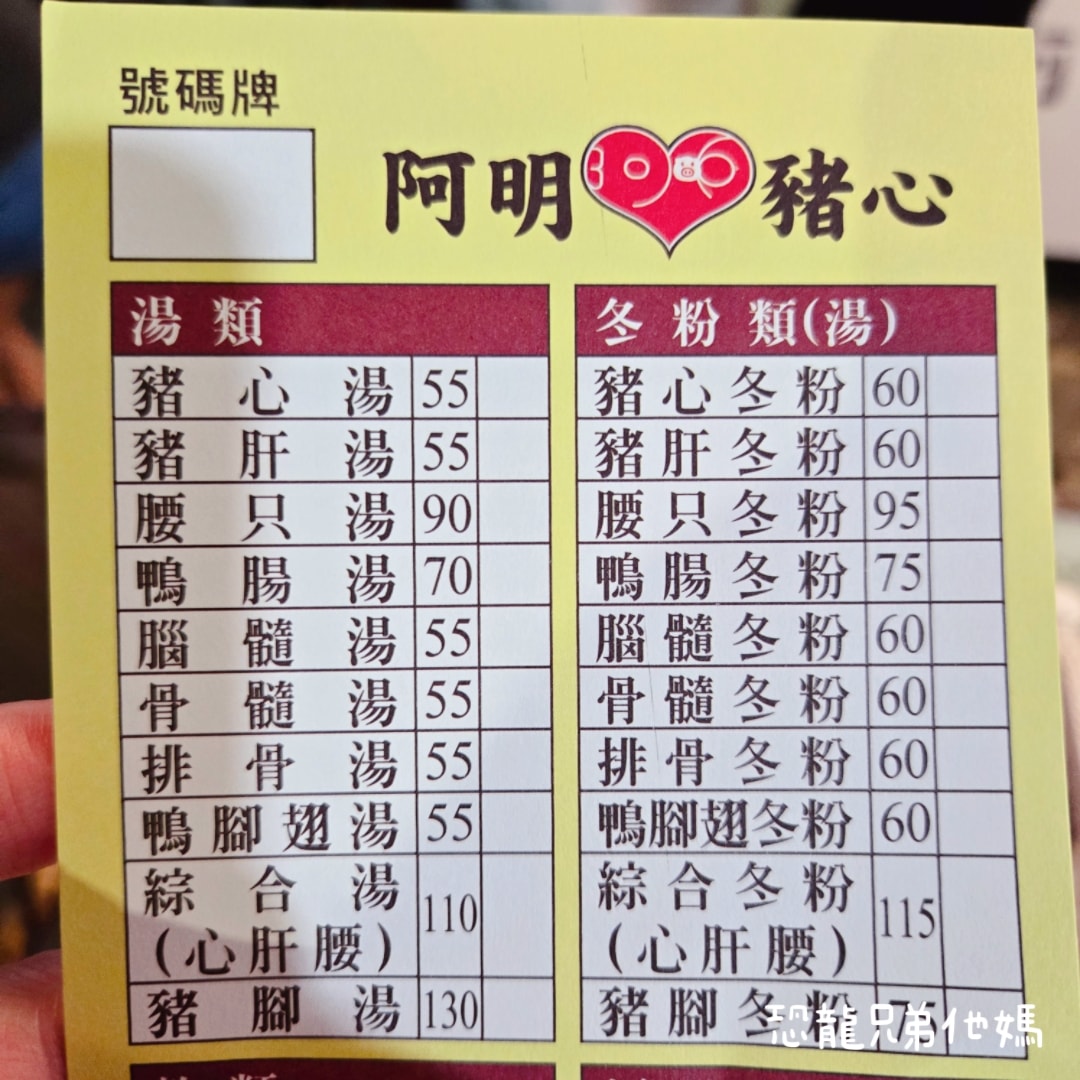 號碼牌
阿明 豬心
湯類
豬心湯 55
豬肝湯 55
腰只湯 90
鴨腸湯 70
腦髓湯 55
骨髓湯 55
排骨湯 55
鴨腳翅湯 55
綜合湯
(心肝腰) 110
豬腳湯 130
冬粉類(湯)
豬心冬粉 60
豬肝冬粉 60
腰只冬粉 95
鴨腸冬粉 75
腦髓冬粉 60
骨髓冬粉 60
排骨冬粉 60
鴨腳翅冬粉 60
綜合冬粉
(心肝腰) 115
豬腳冬粉
恐龍兄弟他媽